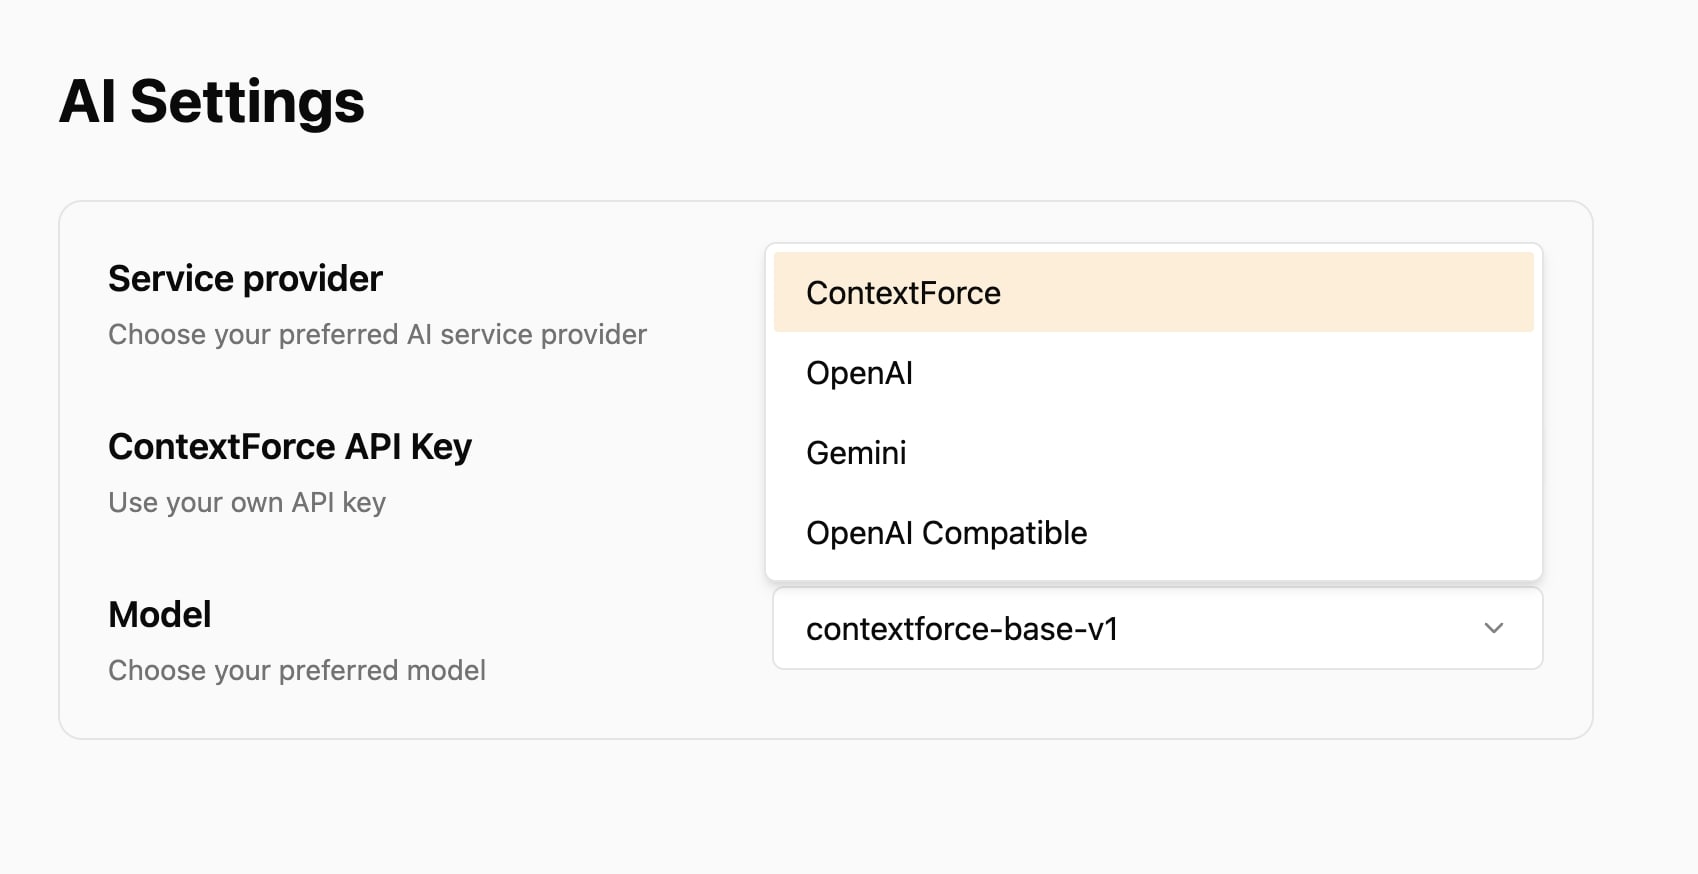 AI Settings
Service provider
Choose your preferred AI service provider
ContextForce
OpenAI
Gemini
OpenAI Compatible
ContextForce API Key
Use your own API key
Model
Choose your preferred model
contextforce-base-v1